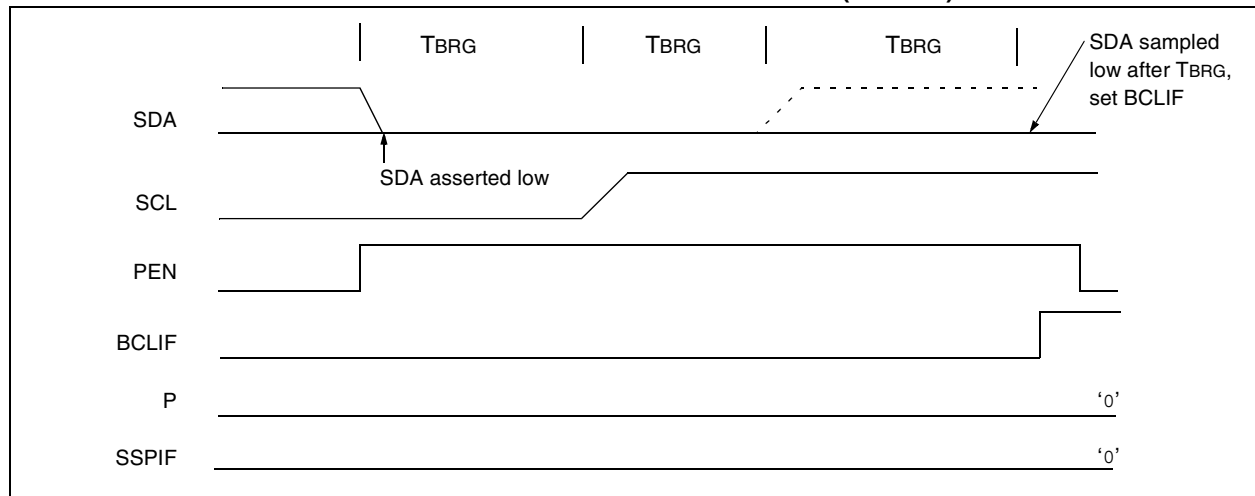 TBRG TBRG TBRG
SDA sampled
low after TBRG,
set BCLIF
SDA
SDA asserted low
SCL
PEN
BCLIF
P '0'
SSPIF '0'